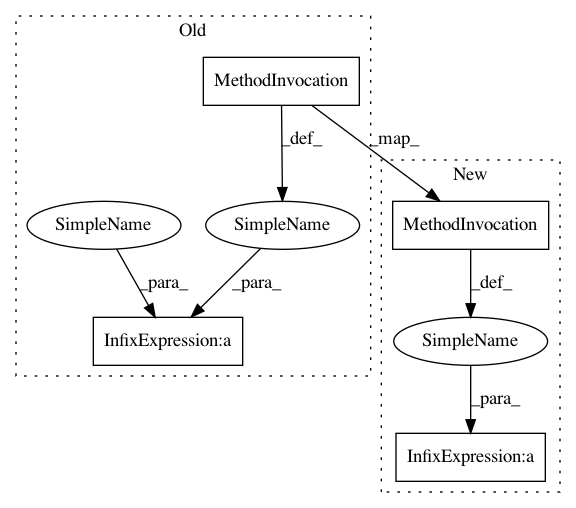 Old
MethodInvocation
_def_
_map_
New
SimpleName
SimpleName
MethodInvocation
_para_
_para_
_def_
InfixExpression:a
SimpleName
_para_
InfixExpression:a